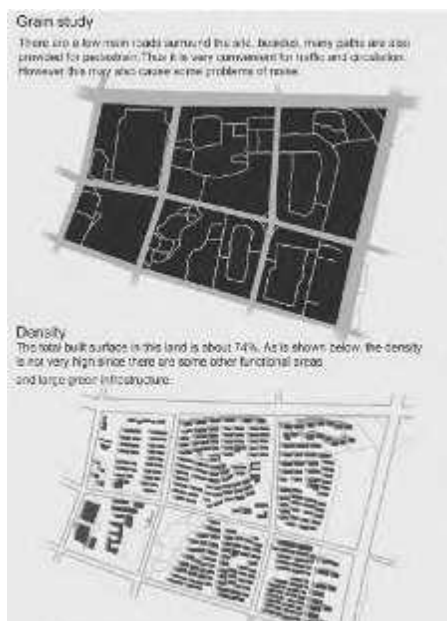 Grain study
There are a few main roads surround the site, besides, many paths are also
provided for pedestrain. Thus it is very convenient for traffic and circulation.
However this may also cause some problems of noise.
Density
The total built surface in this land is about 74%. As is shown below, the density
is not very high since there are some other functional areas
and large green infrastructure.